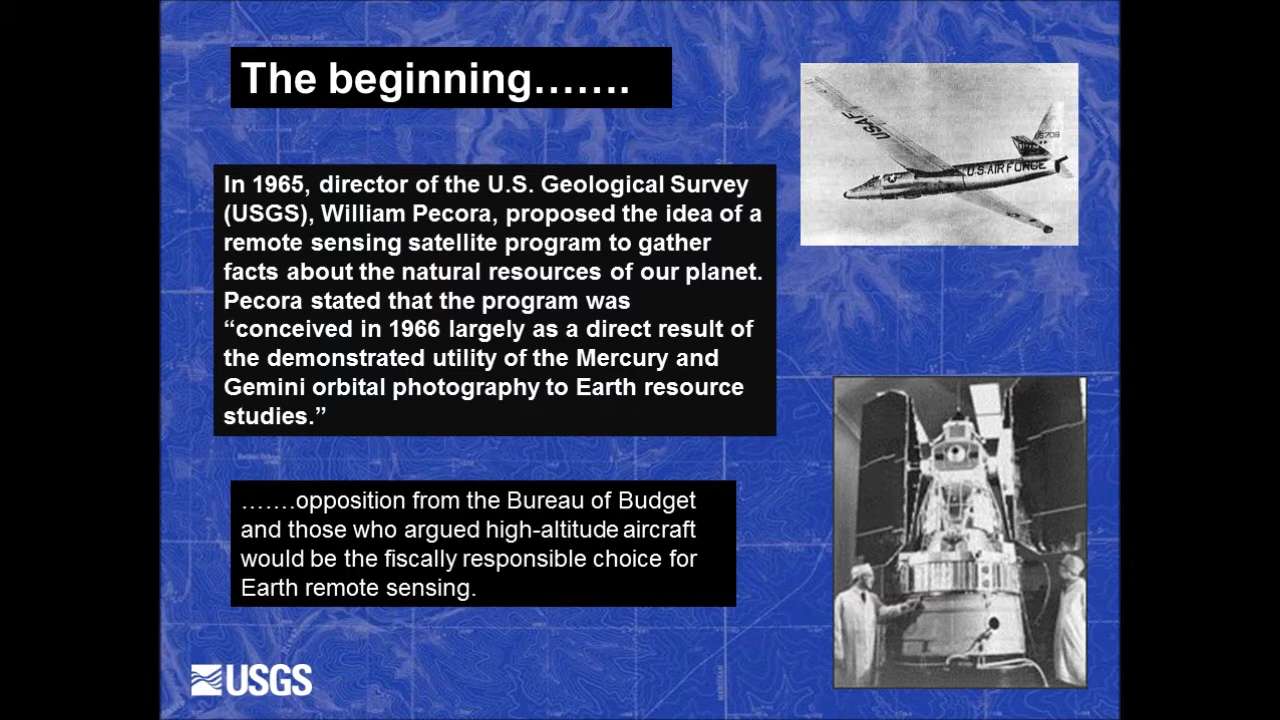 The beginning…….
USAF
U.S. AIR FORCE
In 1965, director of the U.S. Geological Survey
(USGS), William Pecora, proposed the idea of a
remote sensing satellite program to gather
facts about the natural resources of our planet.
Pecora stated that the program was
“conceived in 1966 largely as a direct result of
the demonstrated utility of the Mercury and
Gemini orbital photography to Earth resource
studies.”
…….opposition from the Bureau of Budget
and those who argued high-altitude aircraft
would be the fiscally responsible choice for
Earth remote sensing.
USGS